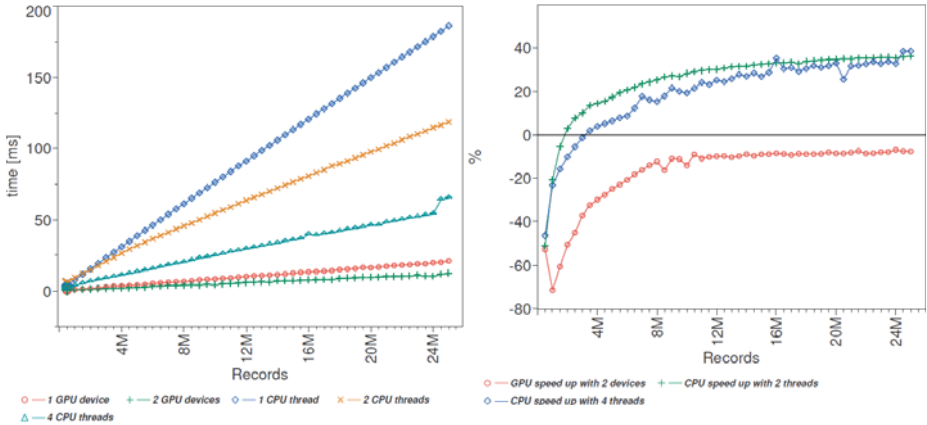 200
150
100
50
0
time [ms]
4M 8M 12M 16M 20M 24M
Records
1 GPU device 2 GPU devices 1 CPU thread 2 CPU threads
4 CPU threads
40
20
0
-20
-40
-60
-80
%
4M 8M 12M 16M 20M 24M
Records
GPU speed up with 2 devices CPU speed up with 2 threads
CPU speed up with 4 threads